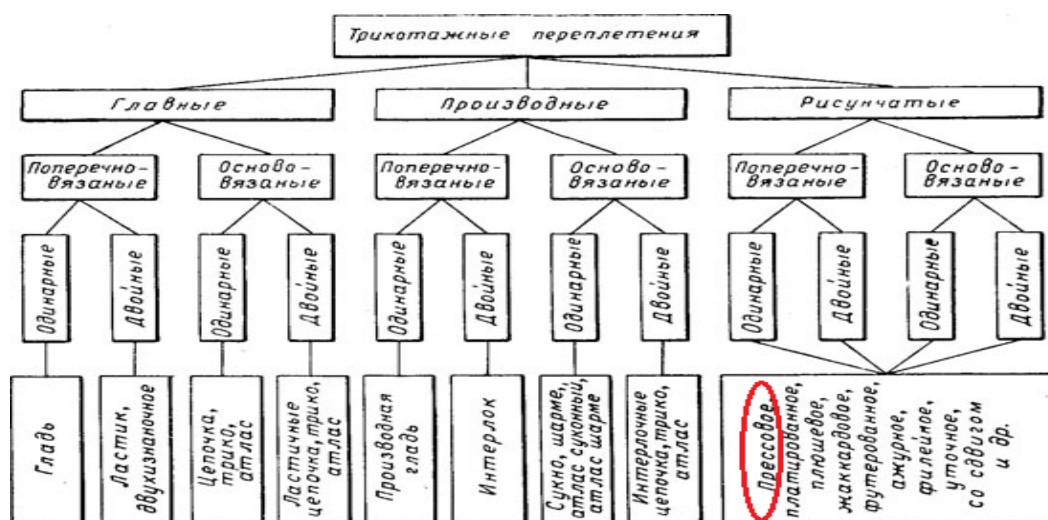 Трикотажные переплетения
Главные
Производные
Рисунчатые
Поперечно-
вязаные
Осново-
вязаные
Поперечно-
вязаные
Осново-
вязаные
Поперечно-
вязаные
Осново-
вязаные
Одинарные
Двойные
Одинарные
Двойные
Одинарные
Двойные
Одинарные
Двойные
Одинарные
Двойные
Одинарные
Двойные
Гладь
Ластик,
двухизнаночное
Цепочка,
трико,
атлас
Ластичные
цепочка, трико,
атлас
Производная
гладь
Интерлок
Сукно, шарме,
атлас суконный,
атлас шарме
Интерлочные
цепочка, трико,
атлас
Прессовое,
платированное,
плюшевое,
жаккардовое,
футерованное,
ажурное,
филейное,
уточное,
со сдвигом
и др.